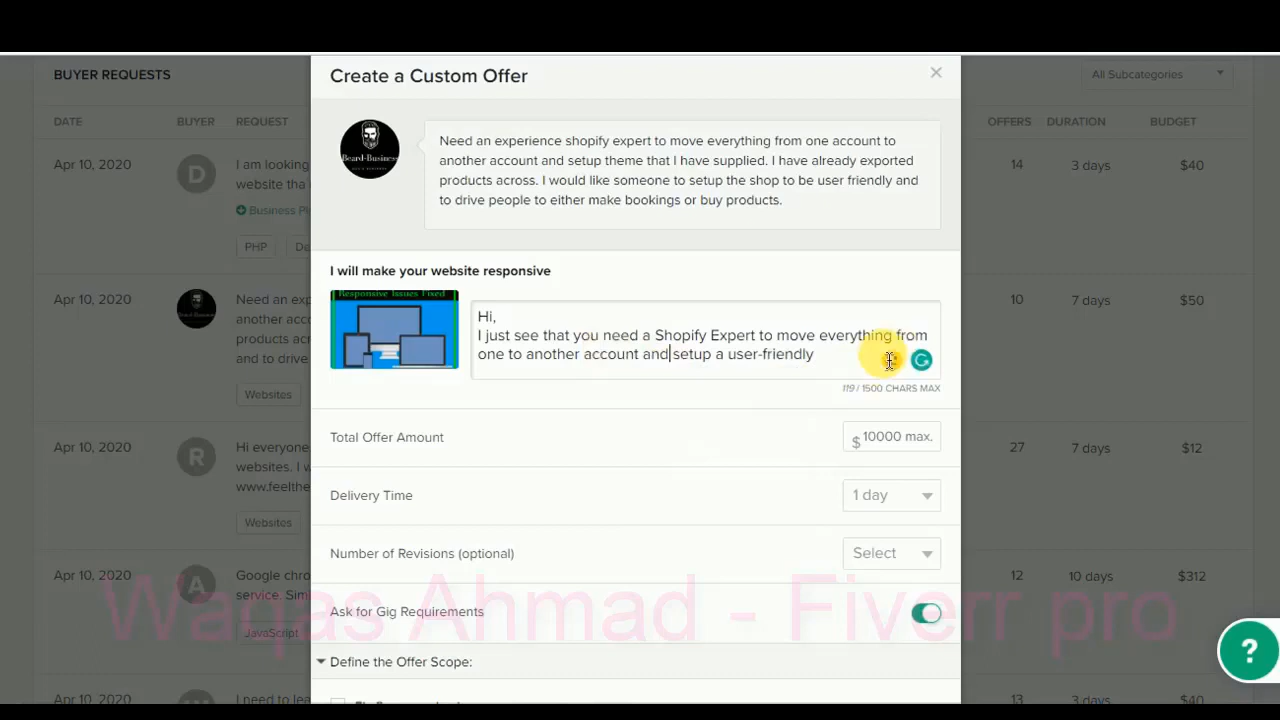 BUYER REQUESTS
All Subcategories
DATE BUYER REQUEST OFFERS DURATION BUDGET
Create a Custom Offer
Beard-Business
Need an experience shopify expert to move everything from one account to
another account and setup theme that I have supplied. I have already exported
products across. I would like someone to setup the shop to be user friendly and
to drive people to either make bookings or buy products.
I will make your website responsive
Responsive Issues Fixed
Hi,
I just see that you need a Shopify Expert to move everything from
one to another account and setup a user-friendly
119 / 1500 CHARS MAX
Total Offer Amount
$ 10000 max.
Delivery Time
1 day
Number of Revisions (optional)
Select
Ask for Gig Requirements
Define the Offer Scope:
Apr 10, 2020 D I am looking 14 3 days $40
website tha
Business Pl
PHP
Apr 10, 2020 Need an exp 10 7 days $50
another acc
products acr
and to drive
Websites
Apr 10, 2020 R Hi everyone 27 7 days $12
websites. I w
www.feelthe
Websites
Apr 10, 2020 A Google chro 12 10 days $312
service. Sim
JavaScript
Apr 10, 2020 I need to lea 13 3 days $40
Waqas Ahmad - Fiverr pro
?